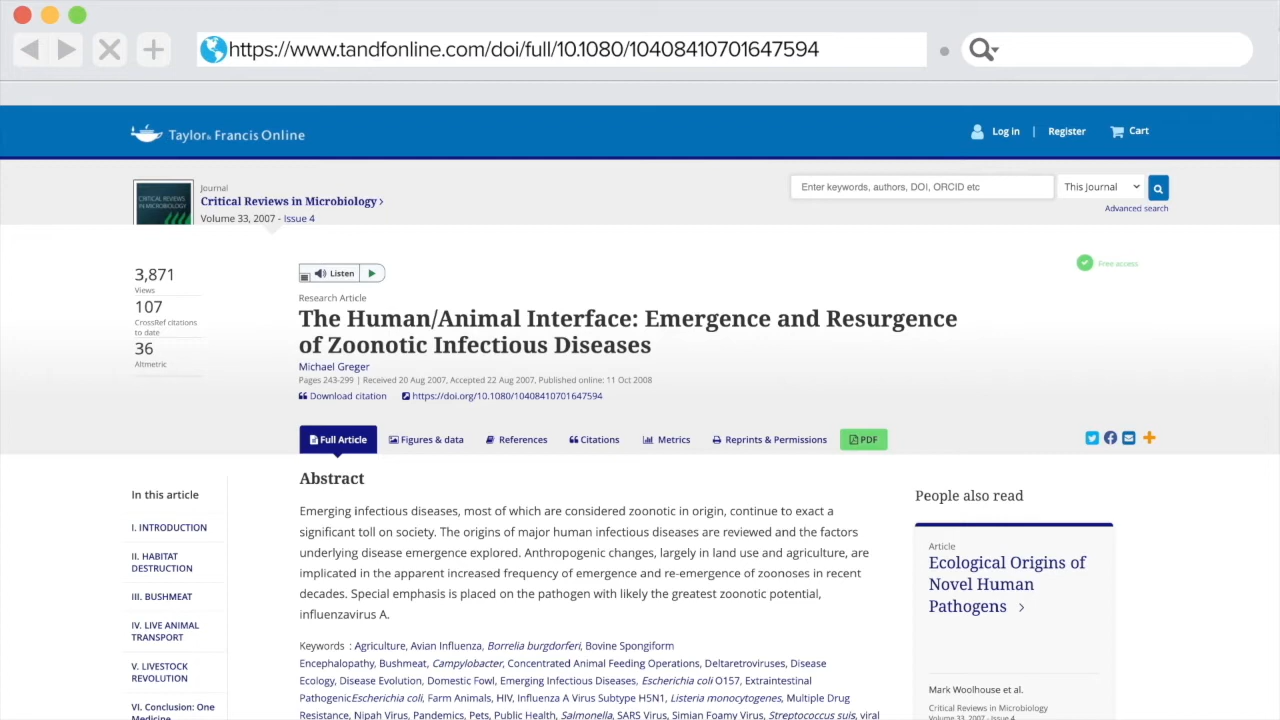 https://www.tandfonline.com/doi/full/10.1080/10408410701647594
Taylor & Francis Online
Log in | Register Cart
Journal
Critical Reviews in Microbiology ›
Volume 33, 2007 - Issue 4
CRITICAL REVIEWS
IN MICROBIOLOGY
Enter keywords, authors, DOI, ORCID etc
This journal
Advanced search
3,871
Views
107
CrossRef citations
to date
36
Altmetric
Listen
Free access
Research Article
The Human/Animal Interface: Emergence and Resurgence
of Zoonotic Infectious Diseases
Michael Greger
Pages 243-299 | Received 20 Aug 2007, Accepted 22 Aug 2007, Published online: 11 Oct 2008
Download citation https://doi.org/10.1080/10408410701647594
Full Article Figures & data References Citations Metrics Reprints & Permissions PDF
In this article
I. INTRODUCTION
II. HABITAT
DESTRUCTION
III. BUSHMEAT
IV. LIVE ANIMAL
TRANSPORT
V. LIVESTOCK
REVOLUTION
VI. Conclusion: One
Medicine
Abstract
Emerging infectious diseases, most of which are considered zoonotic in origin, continue to exact a
significant toll on society. The origins of major human infectious diseases are reviewed and the factors
underlying disease emergence explored. Anthropogenic changes, largely in land use and agriculture, are
implicated in the apparent increased frequency of emergence and re-emergence of zoonoses in recent
decades. Special emphasis is placed on the pathogen with likely the greatest zoonotic potential,
influenzavirus A.
Keywords : Agriculture, Avian Influenza, Borrelia burgdorferi, Bovine Spongiform
Encephalopathy, Bushmeat, Campylobacter, Concentrated Animal Feeding Operations, Deltaretroviruses, Disease
Ecology, Disease Evolution, Domestic Fowl, Emerging Infectious Diseases, Escherichia coli O157, Extraintestinal
PathogenicEscherichia coli, Farm Animals, HIV, Influenza A Virus Subtype H5N1, Listeria monocytogenes, Multiple Drug
Resistance, Nipah Virus, Pandemics, Pets, Public Health, Salmonella, SARS Virus, Simian Foamy Virus, Streptococcus suis, viral
People also read
Article
Ecological Origins of
Novel Human
Pathogens ›
Mark Woolhouse et al.
Critical Reviews in Microbiology
Volume 33, 2007 - Issue 4